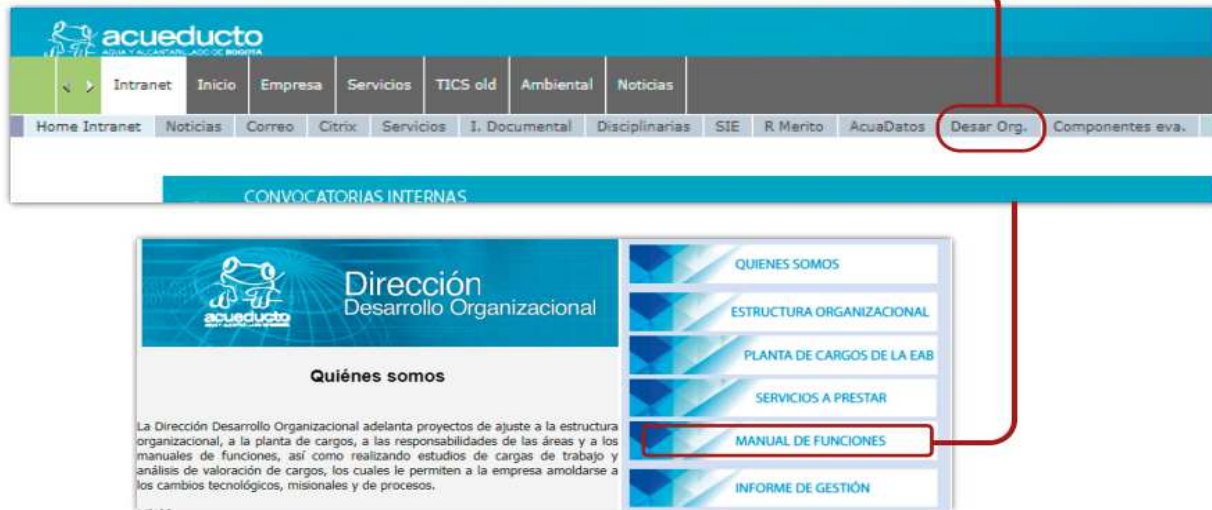 acueducto
AGUA Y ALCANTARILLADO DE BOGOTÁ
Intranet Inicio Empresa Servicios TICS old Ambiental Noticias
Home Intranet Noticias Correo Citrix Servicios I. Documental Disciplinarias SIE R Merito AcuaDatos Desar Org. Componentes eva.
CONVOCATORIAS INTERNAS
acueducto
Dirección
Desarrollo Organizacional
Quiénes somos
La Dirección Desarrollo Organizacional adelanta proyectos de ajuste a la estructura
organizacional, a la planta de cargos, a las responsabilidades de las áreas y a los
manuales de funciones, así como realizando estudios de cargas de trabajo y
análisis de valoración de cargos, los cuales le permiten a la empresa amoldarse a
los cambios tecnológicos, misionales y de procesos.
QUIENES SOMOS
ESTRUCTURA ORGANIZACIONAL
PLANTA DE CARGOS DE LA EAB
SERVICIOS A PRESTAR
MANUAL DE FUNCIONES
INFORME DE GESTIÓN